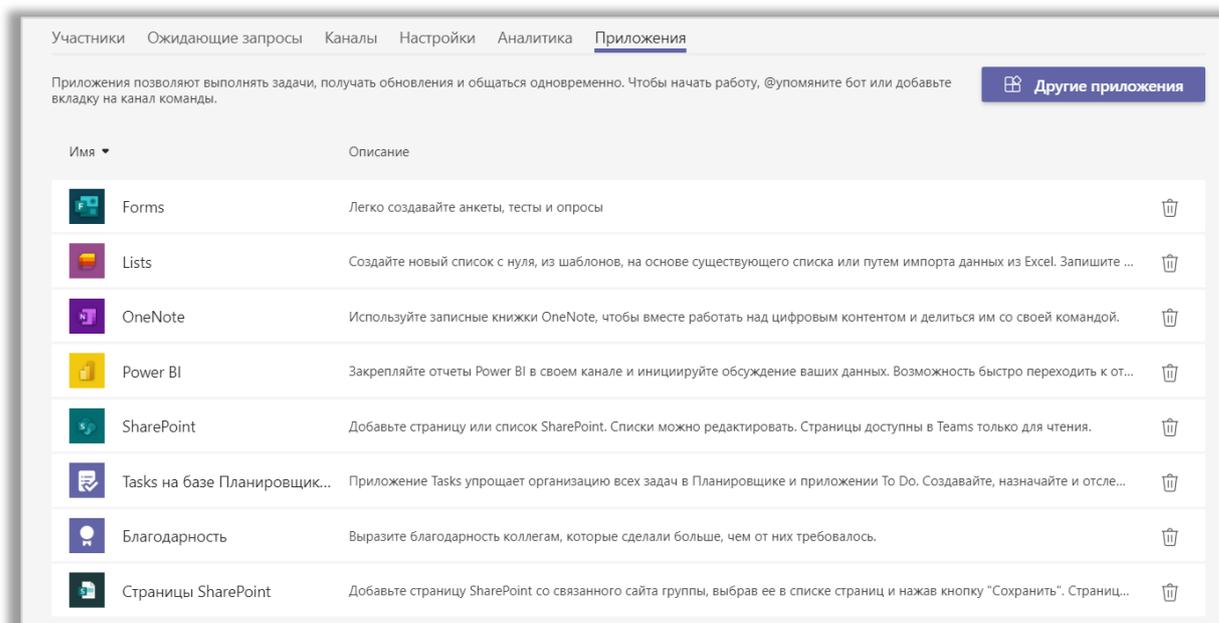 Участники Ожидающие запросы Каналы Настройки Аналитика Приложения
Приложения позволяют выполнять задачи, получать обновления и общаться одновременно. Чтобы начать работу, @упомяните бот или добавьте
вкладку на канал команды.
Другие приложения
Имя Описание
Forms Легко создавайте анкеты, тесты и опросы
Lists Создайте новый список с нуля, из шаблонов, на основе существующего списка или путем импорта данных из Excel. Запишите ...
OneNote Используйте записные книжки OneNote, чтобы вместе работать над цифровым контентом и делиться им со своей командой.
Power BI Закрепляйте отчеты Power BI в своем канале и инициируйте обсуждение ваших данных. Возможность быстро переходить к от...
SharePoint Добавьте страницу или список SharePoint. Списки можно редактировать. Страницы доступны в Teams только для чтения.
Tasks на базе Планировщик... Приложение Tasks упрощает организацию всех задач в Планировщике и приложении To Do. Создавайте, назначайте и отсле...
Благодарность Выразите благодарность коллегам, которые сделали больше, чем от них требовалось.
Страницы SharePoint Добавьте страницу SharePoint со связанного сайта группы, выбрав ее в списке страниц и нажав кнопку "Сохранить". Страниц...